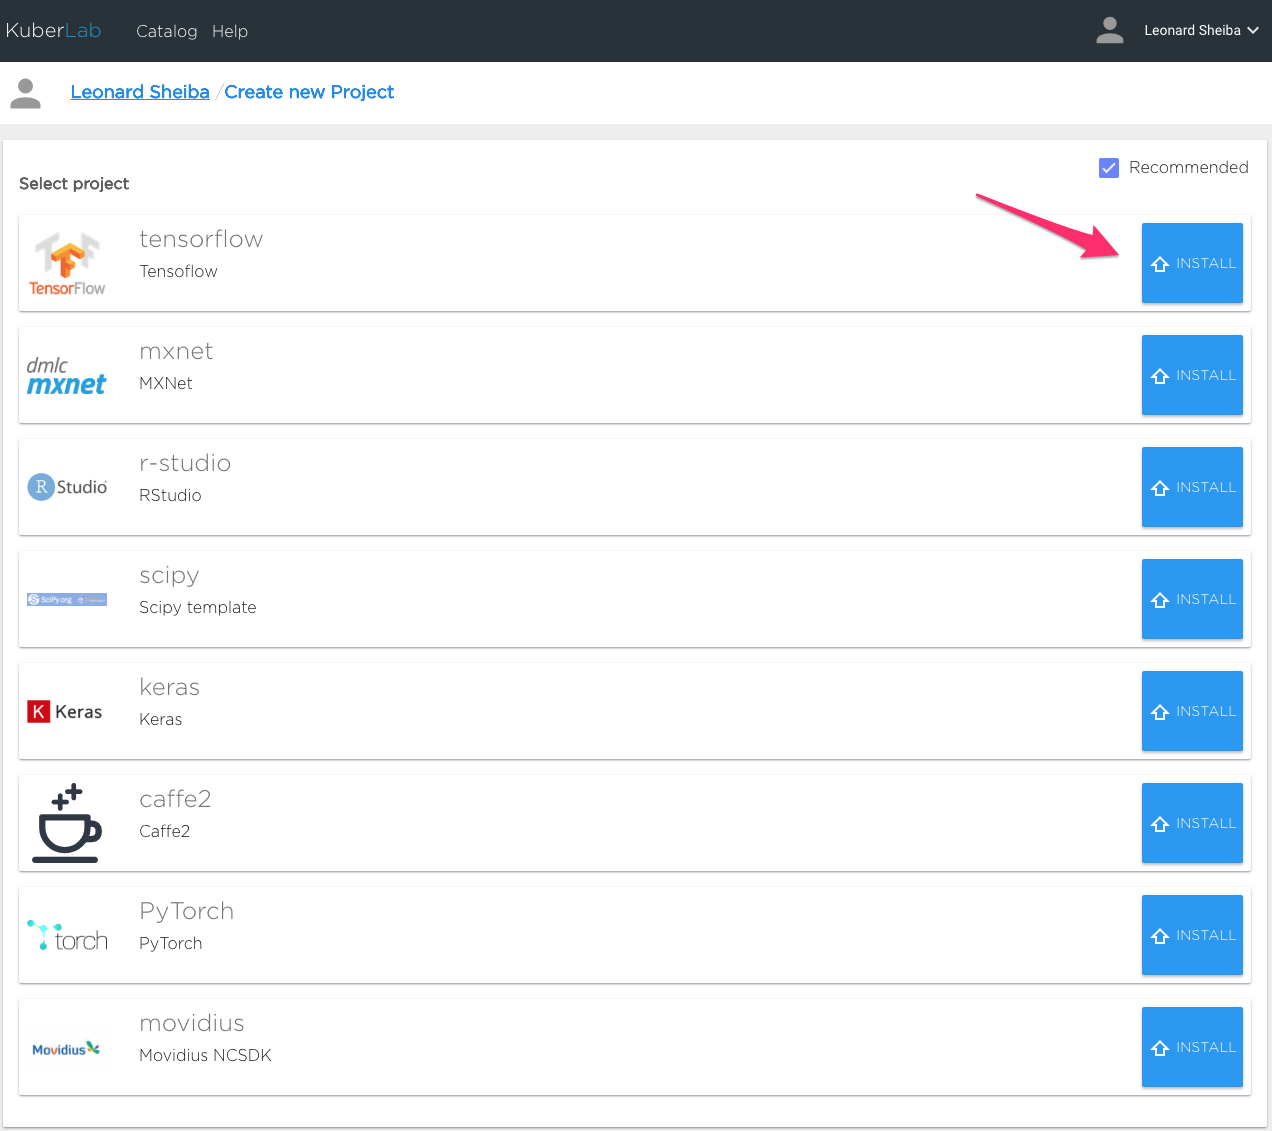 KuberLab Catalog Help Leonard Sheiba
Leonard Sheiba / Create new Project
Recommended
Select project
tensorflow
Tensoflow
TensorFlow
INSTALL
mxnet
MXNet
dmlc
mxnet
INSTALL
r-studio
RStudio
R Studio
INSTALL
scipy
Scipy template
SciPy.org
INSTALL
keras
Keras
K Keras
INSTALL
caffe2
Caffe2
INSTALL
PyTorch
PyTorch
torch
INSTALL
movidius
Movidius NCSDK
Movidius
INSTALL